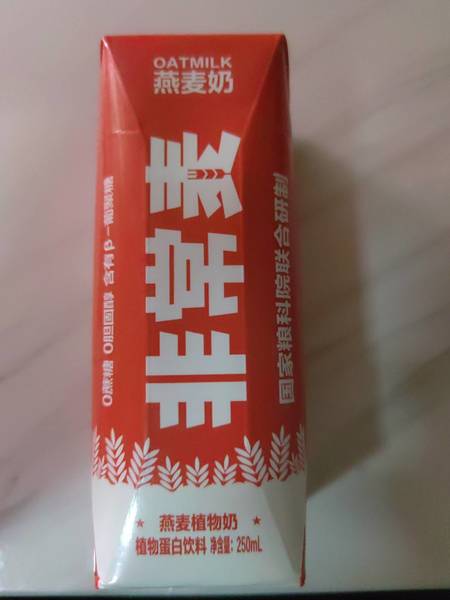 OATMILK
燕麦奶
非常麦
0蔗糖 0胆固醇 含有β-葡聚糖
国家粮科院联合研制
燕麦植物奶
植物蛋白饮料 净含量:250mL